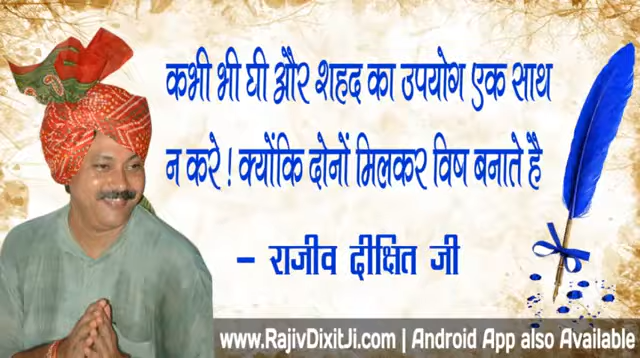 कभी भी घी और शहद का उपयोग एक साथ
न करे ! क्योंकि दोनों मिलकर विष बनाते है
– राजीव दीक्षित जी
www.RajivDixitJi.com | Android App also Available